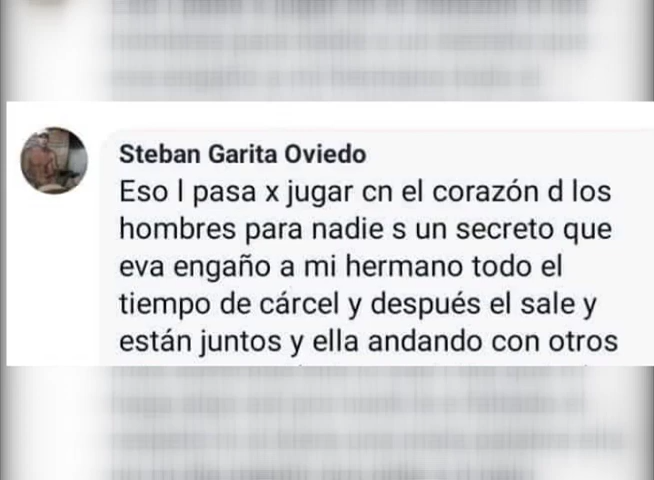 Steban Garita Oviedo
Eso l pasa x jugar cn el corazón d los
hombres para nadie s un secreto que
eva engaño a mi hermano todo el
tiempo de cárcel y después el sale y
están juntos y ella andando con otros